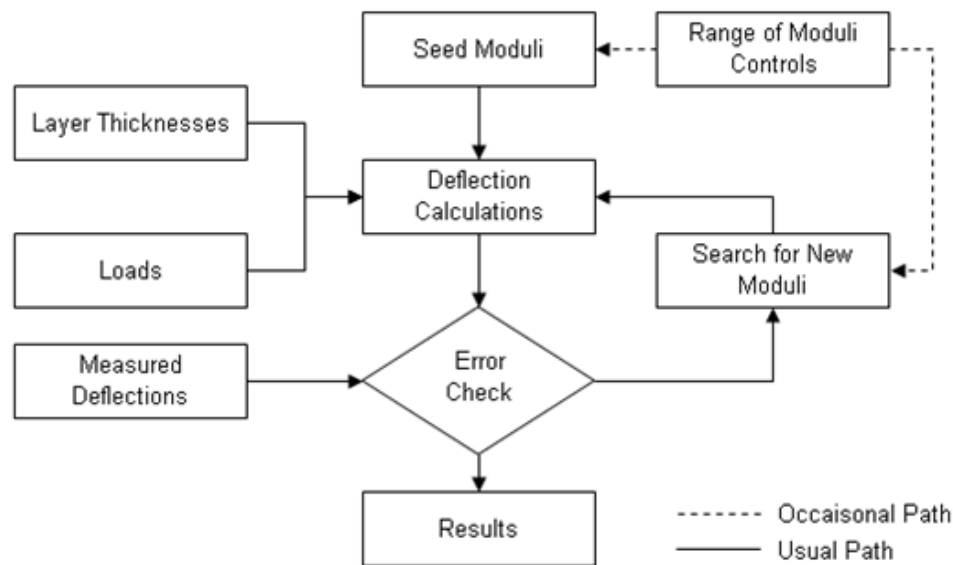 Seed Moduli
Range of Moduli
Controls
Layer Thicknesses
Deflection
Calculations
Loads
Search for New
Moduli
Measured
Deflections
Error
Check
Results
Occaisonal Path
Usual Path